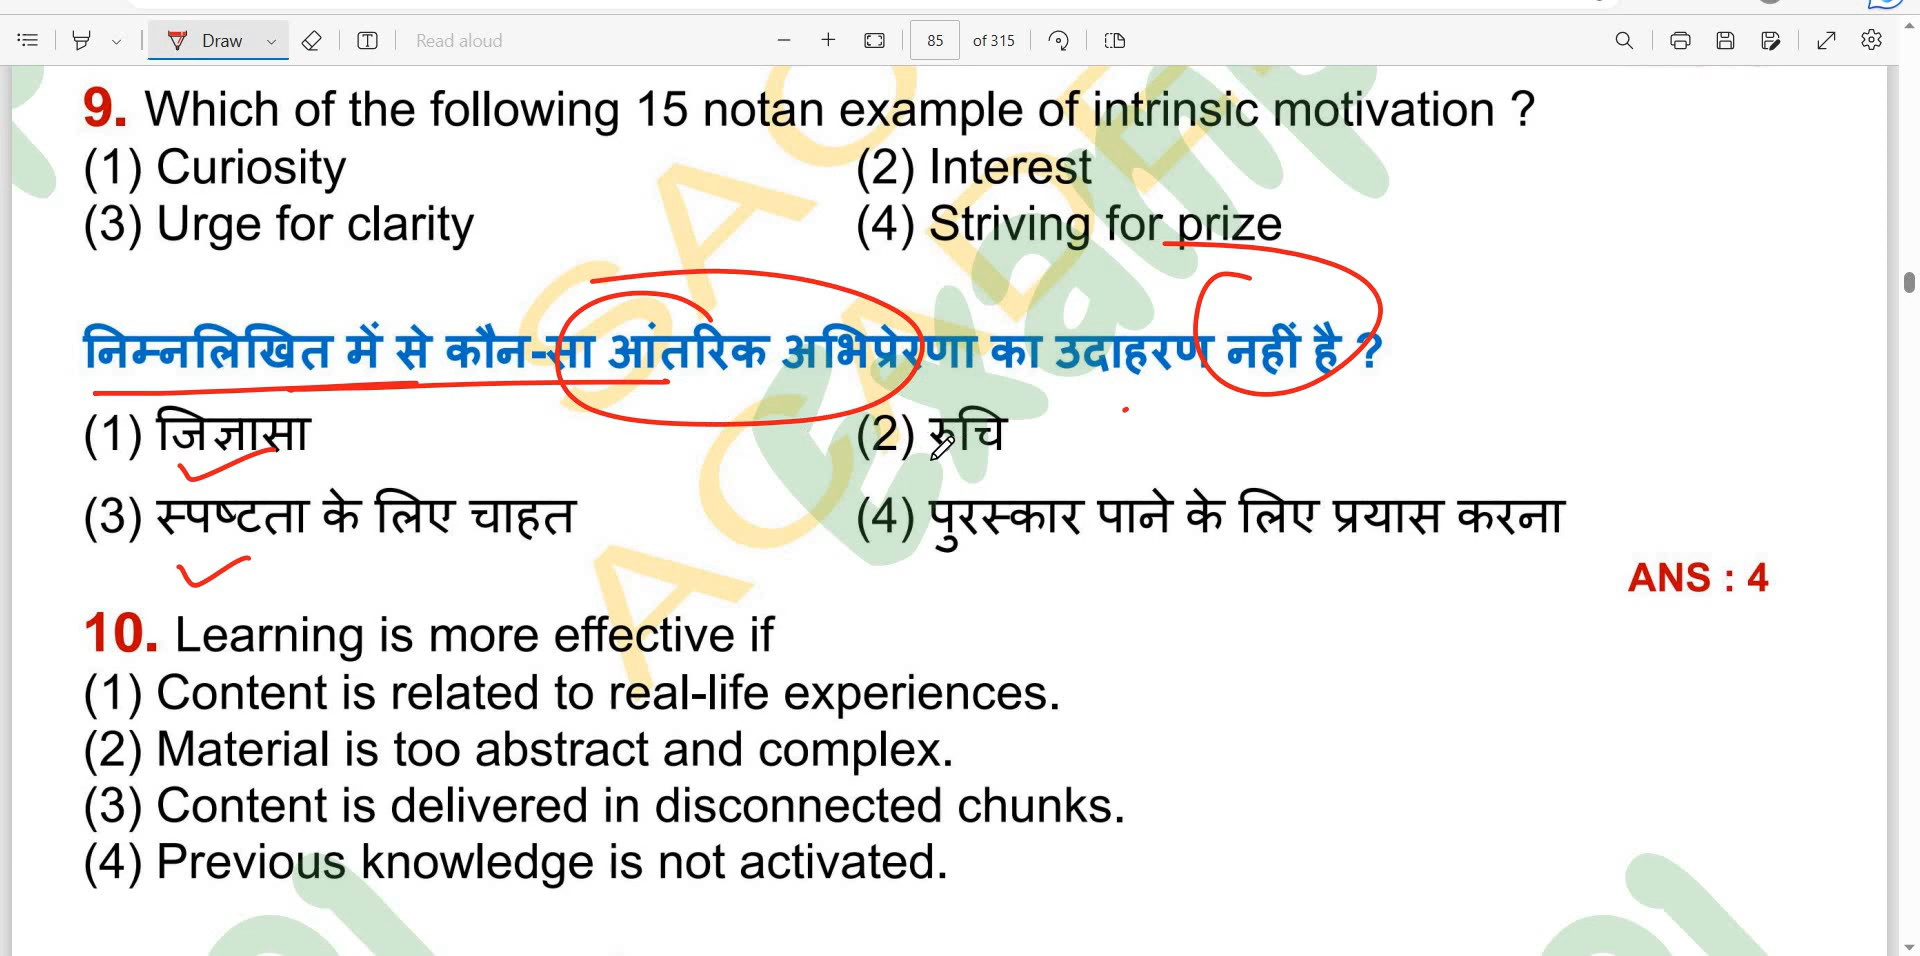 Draw
Read aloud
85 of 315
9. Which of the following 15 notan example of intrinsic motivation ?
(1) Curiosity (2) Interest
(3) Urge for clarity (4) Striving for prize
निम्नलिखित में से कौन-सा आंतरिक अभिप्रेरणा का उदाहरण नहीं है ?
(1) जिज्ञासा (2) रुचि
(3) स्पष्टता के लिए चाहत (4) पुरस्कार पाने के लिए प्रयास करना
ANS : 4
10. Learning is more effective if
(1) Content is related to real-life experiences.
(2) Material is too abstract and complex.
(3) Content is delivered in disconnected chunks.
(4) Previous knowledge is not activated.